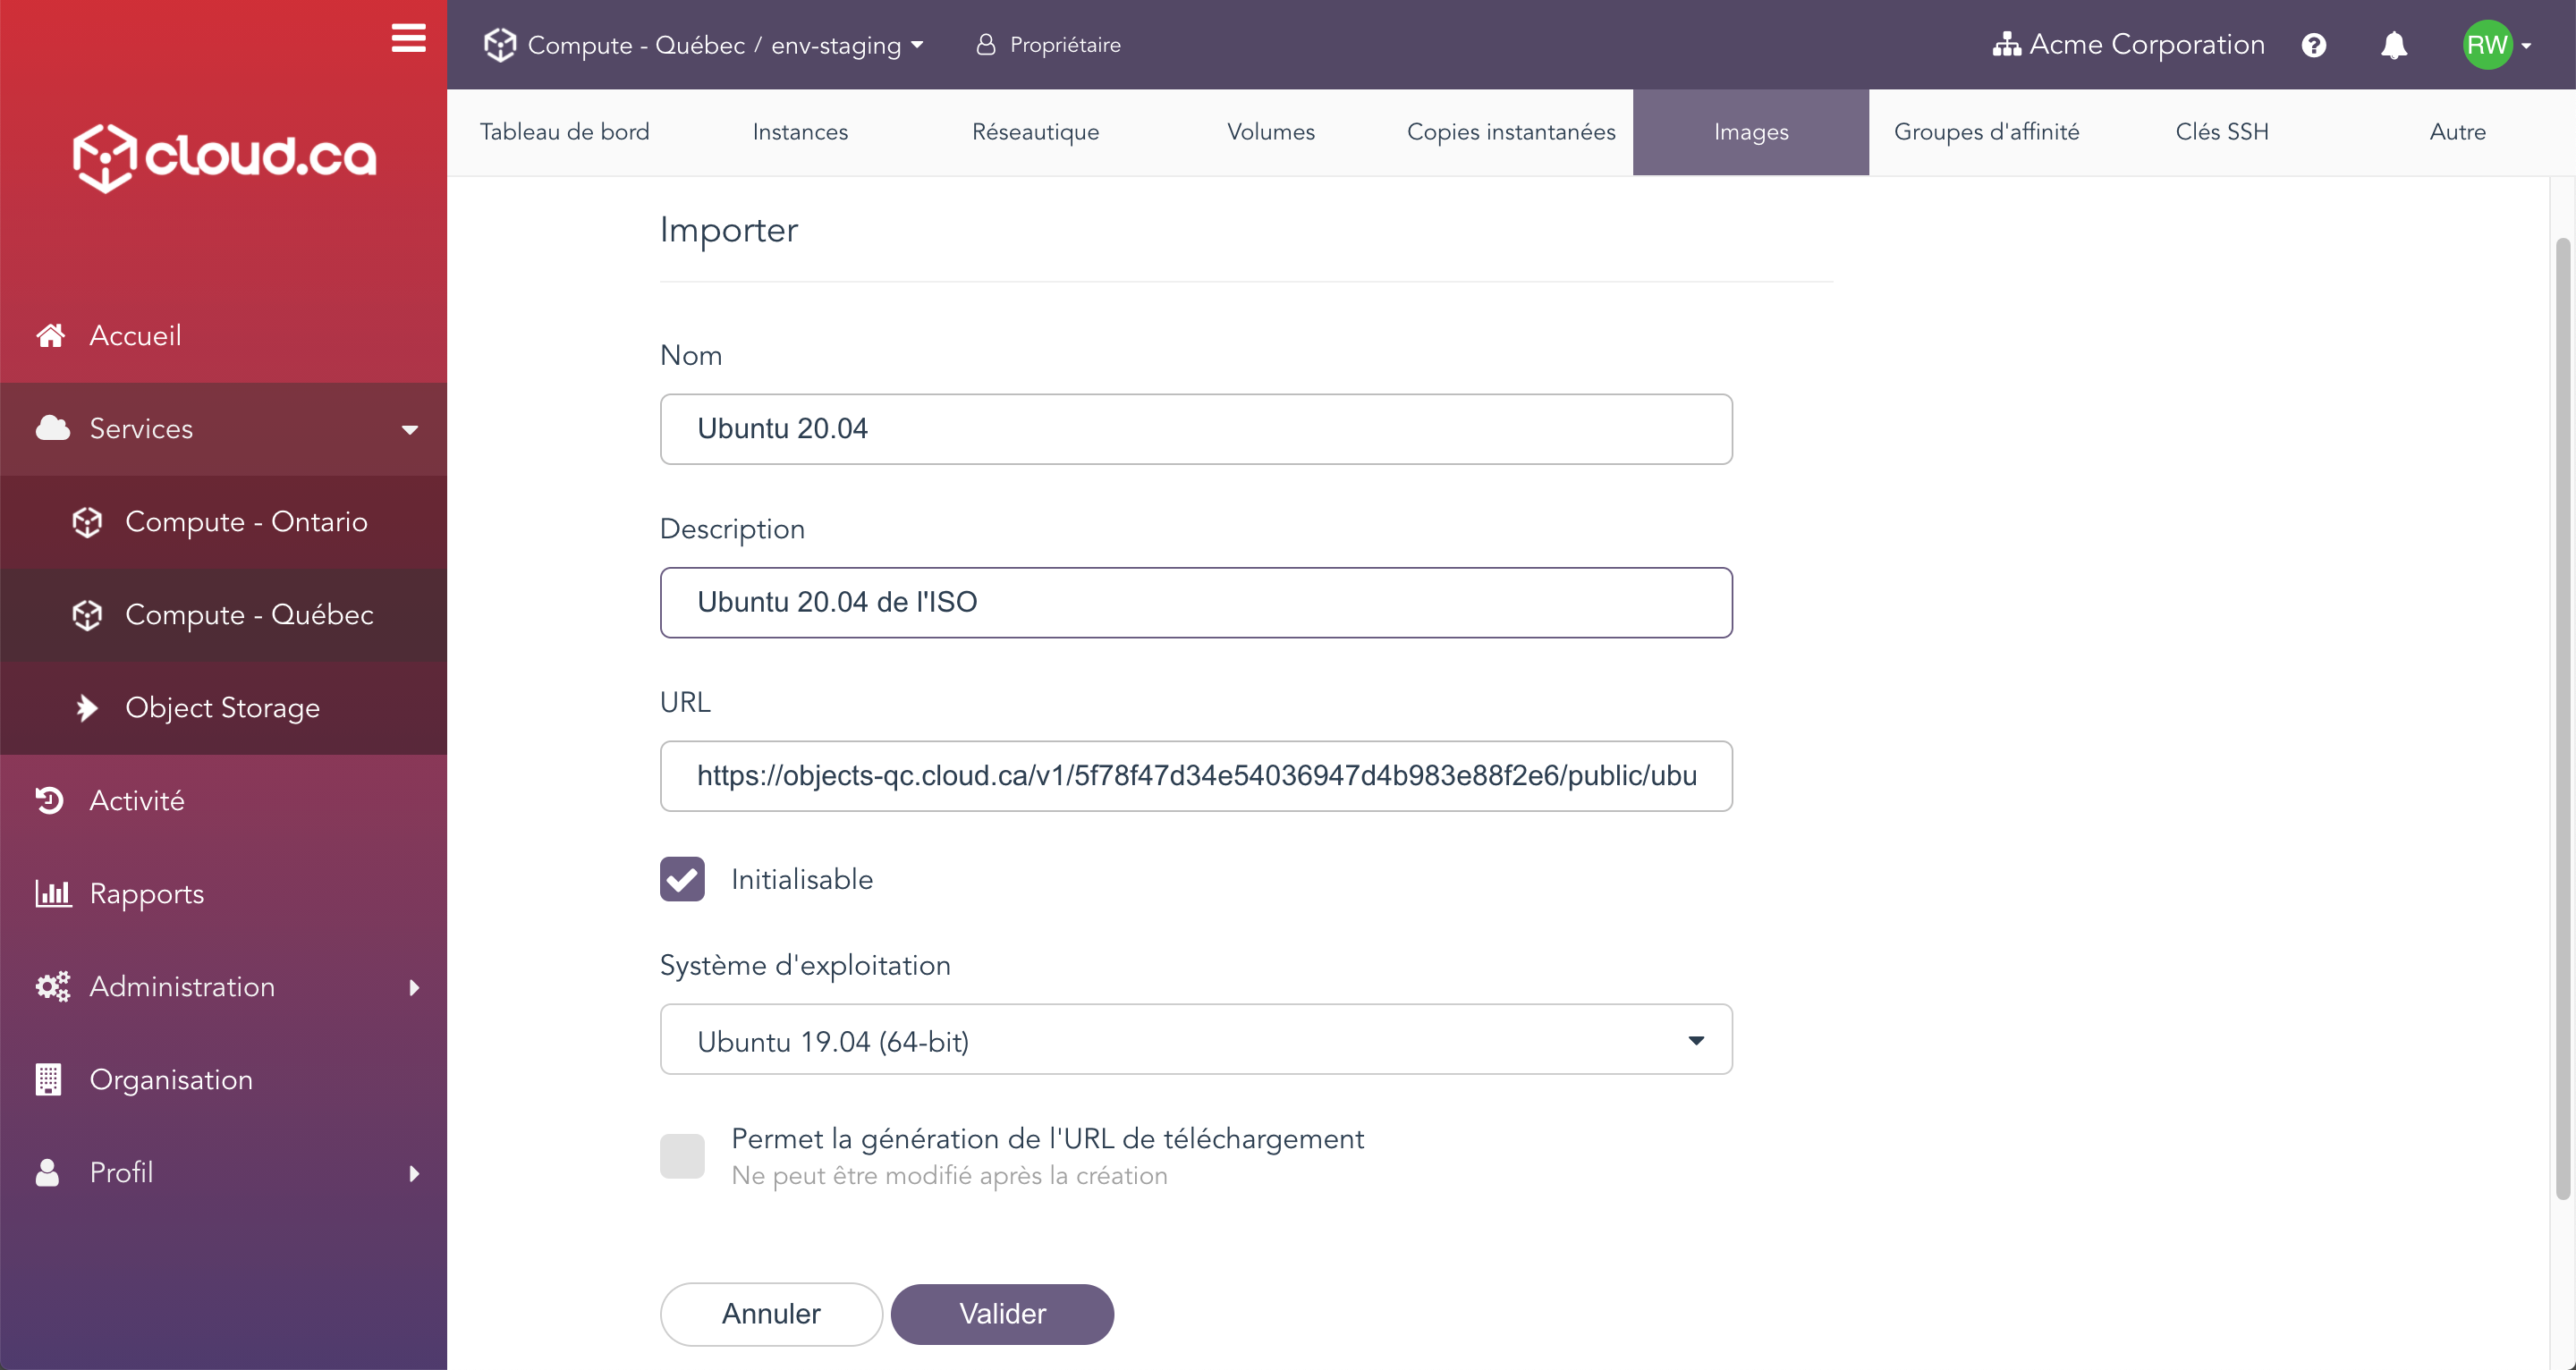 cloud.ca
Accueil
Services
Compute - Ontario
Compute - Québec
Object Storage
Activité
Rapports
Administration
Organisation
Profil
Compute - Québec / env-staging
Propriétaire
Acme Corporation
RW
Tableau de bord
Instances
Réseautique
Volumes
Copies instantanées
Images
Groupes d'affinité
Clés SSH
Autre
Importer
Nom
Ubuntu 20.04
Description
Ubuntu 20.04 de l'ISO
URL
https://objects-qc.cloud.ca/v1/5f78f47d34e54036947d4b983e88f2e6/public/ubu
Initialisable
Système d'exploitation
Ubuntu 19.04 (64-bit)
Permet la génération de l'URL de téléchargement
Ne peut être modifié après la création
Annuler
Valider